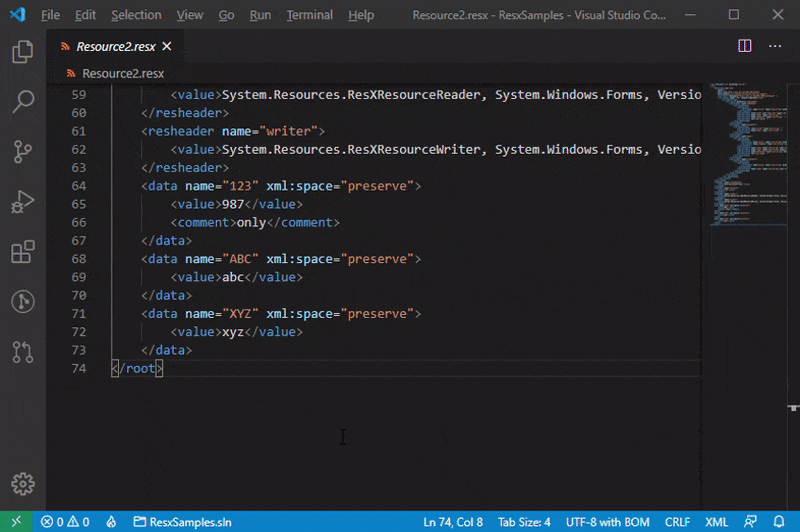 File Edit Selection View Go Run Terminal Help Resource2.resx - ResxSamples - Visual Studio Co...
Resource2.resx
Resource2.resx
59 <value>System.Resources.ResXResourceReader, System.Windows.Forms, Versio
60 </resheader>
61 <resheader name="writer">
62 <value>System.Resources.ResXResourceWriter, System.Windows.Forms, Versio
63 </resheader>
64 <data name="123" xml:space="preserve">
65 <value>987</value>
66 <comment>only</comment>
67 </data>
68 <data name="ABC" xml:space="preserve">
69 <value>abc</value>
70 </data>
71 <data name="XYZ" xml:space="preserve">
72 <value>xyz</value>
73 </data>
74 </root>
0 0 ResxSamples.sln Ln 74, Col 8 Tab Size: 4 UTF-8 with BOM CRLF XML